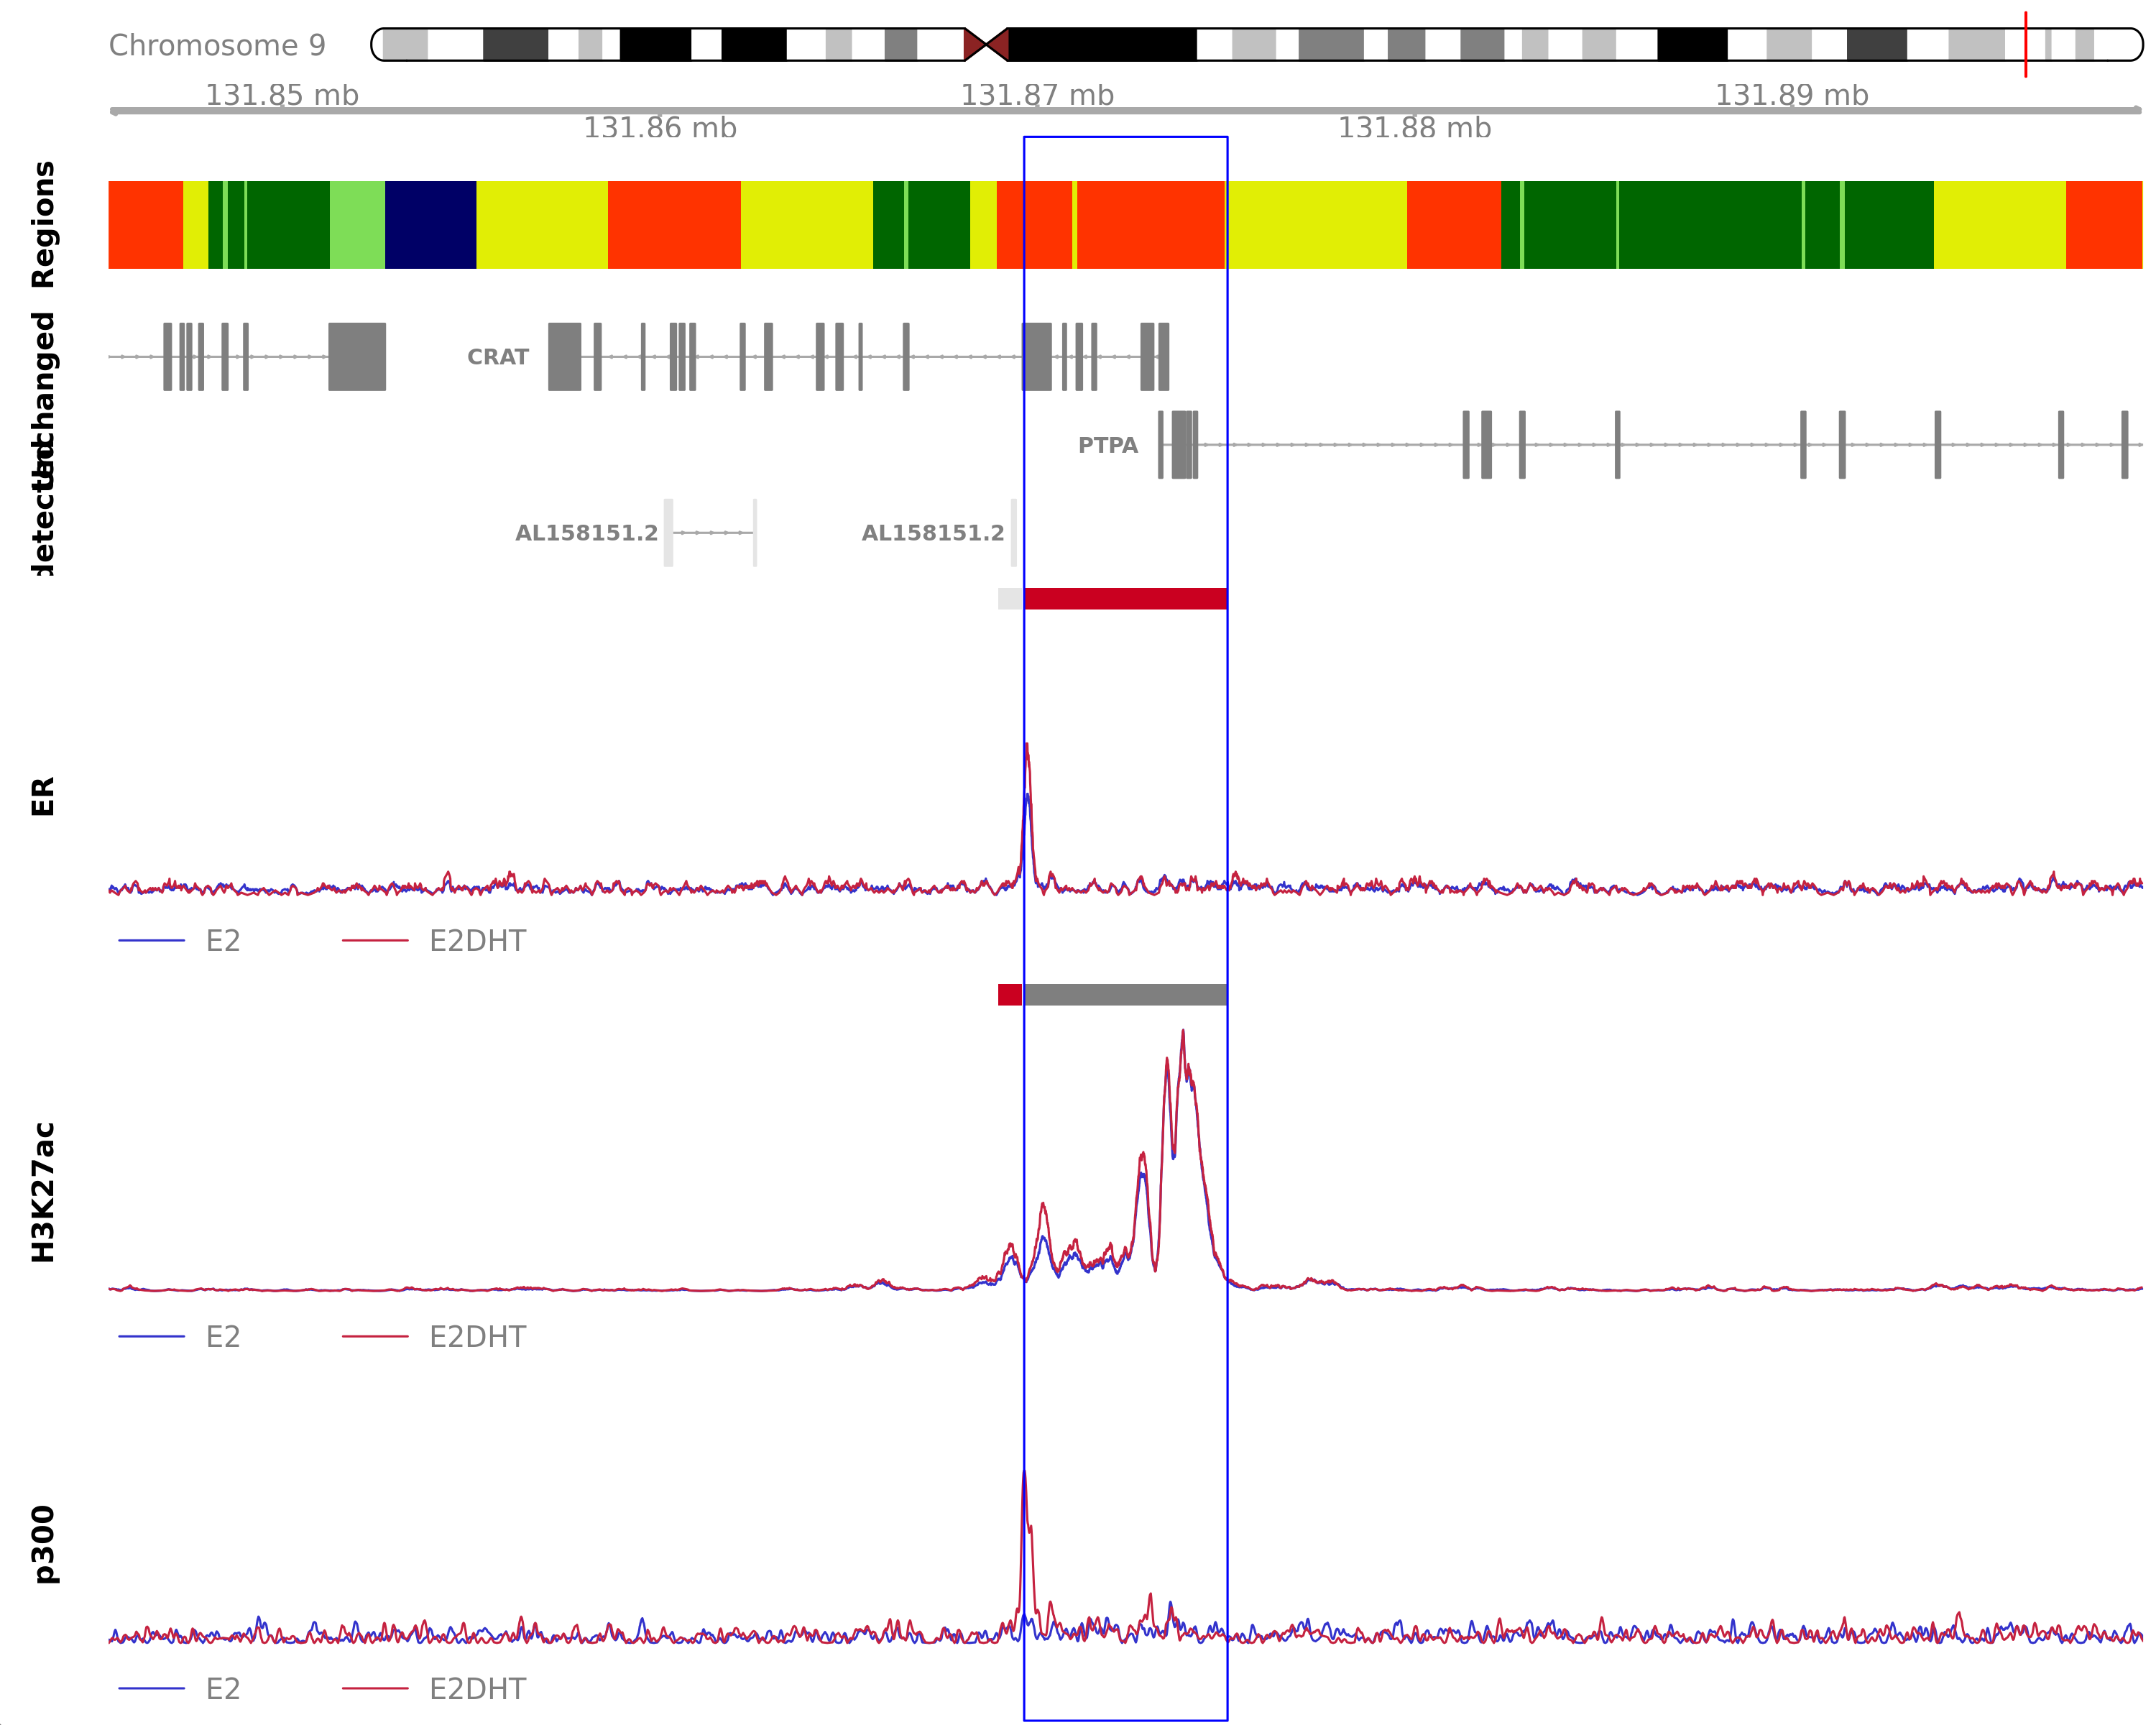 Chromosome 9
131.85 mb
131.87 mb
131.89 mb
131.86 mb
131.88 mb
Regions
CRAT
PTPA
AL158151.2
AL158151.2
ER
E2
E2DHT
H3K27ac
E2
E2DHT
p300
E2
E2DHT